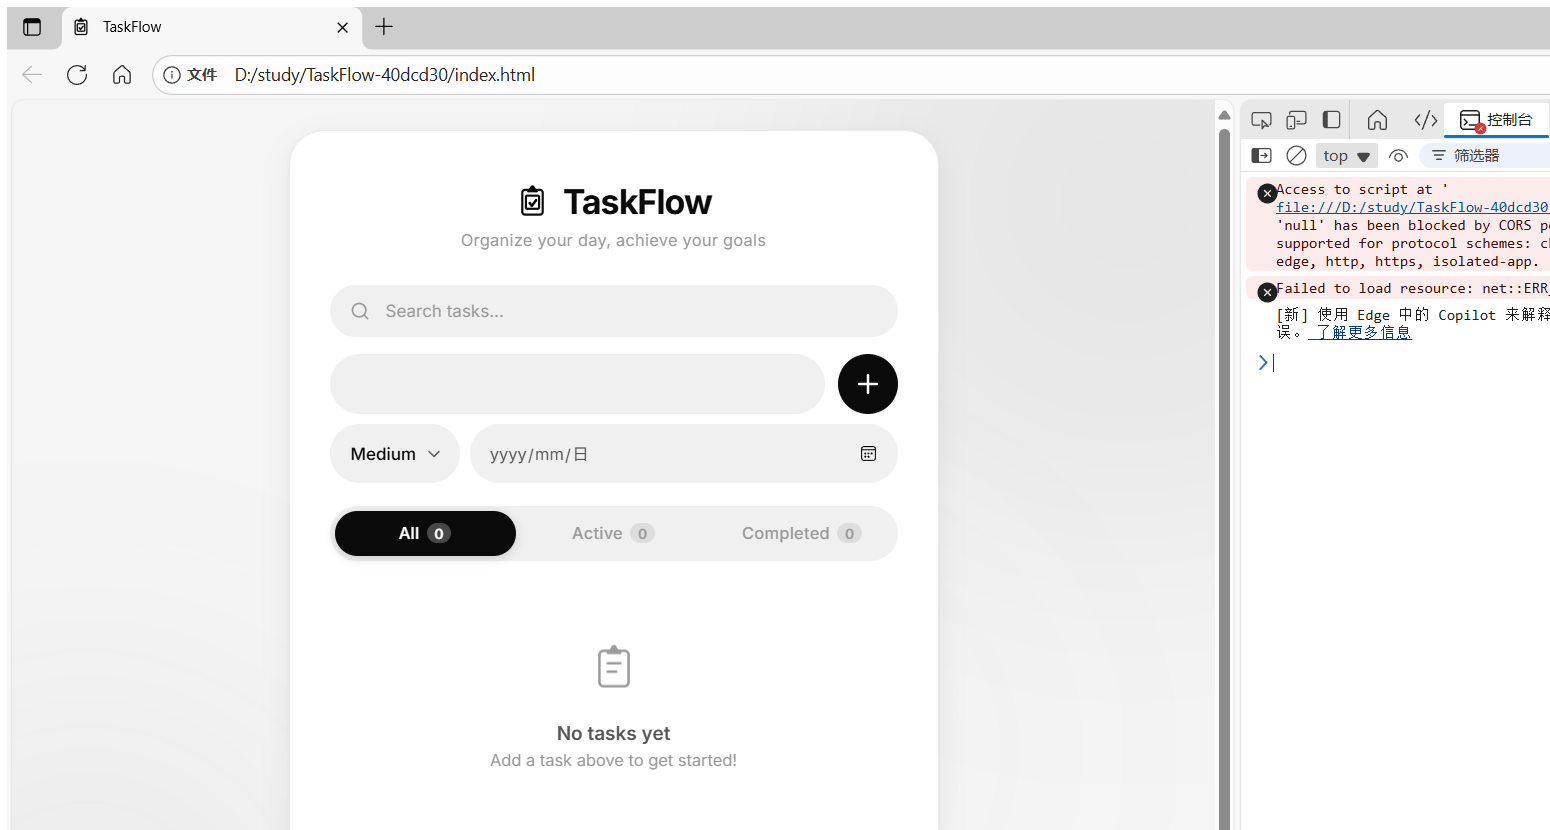 TaskFlow
文件 D:/study/TaskFlow-40dcd30/index.html
TaskFlow
Organize your day, achieve your goals
Search tasks...
Medium
yyyy/mm/日
All 0
Active 0
Completed 0
No tasks yet
Add a task above to get started!
控制台
top
筛选器
Access to script at '
file:///D:/study/TaskFlow-40dcd30
'null' has been blocked by CORS
supported for protocol schemes:
edge, http, https, isolated-app.
Failed to load resource: net::ERR_
[新] 使用 Edge 中的 Copilot 来解释
误。 了解更多信息